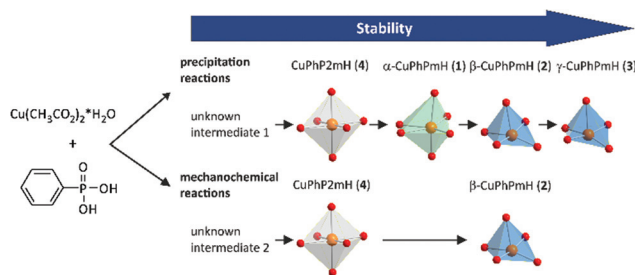 Stability
precipitation
reactions
CuPhP2mH (4)
α-CuPhPmH (1)
β-CuPhPmH (2)
γ-CuPhPmH (3)
Cu(CH₃CO₂)₂*H₂O
+
O
P
OH
OH
unknown
intermediate 1
mechanochemical
reactions
CuPhP2mH (4)
β-CuPhPmH (2)
unknown
intermediate 2